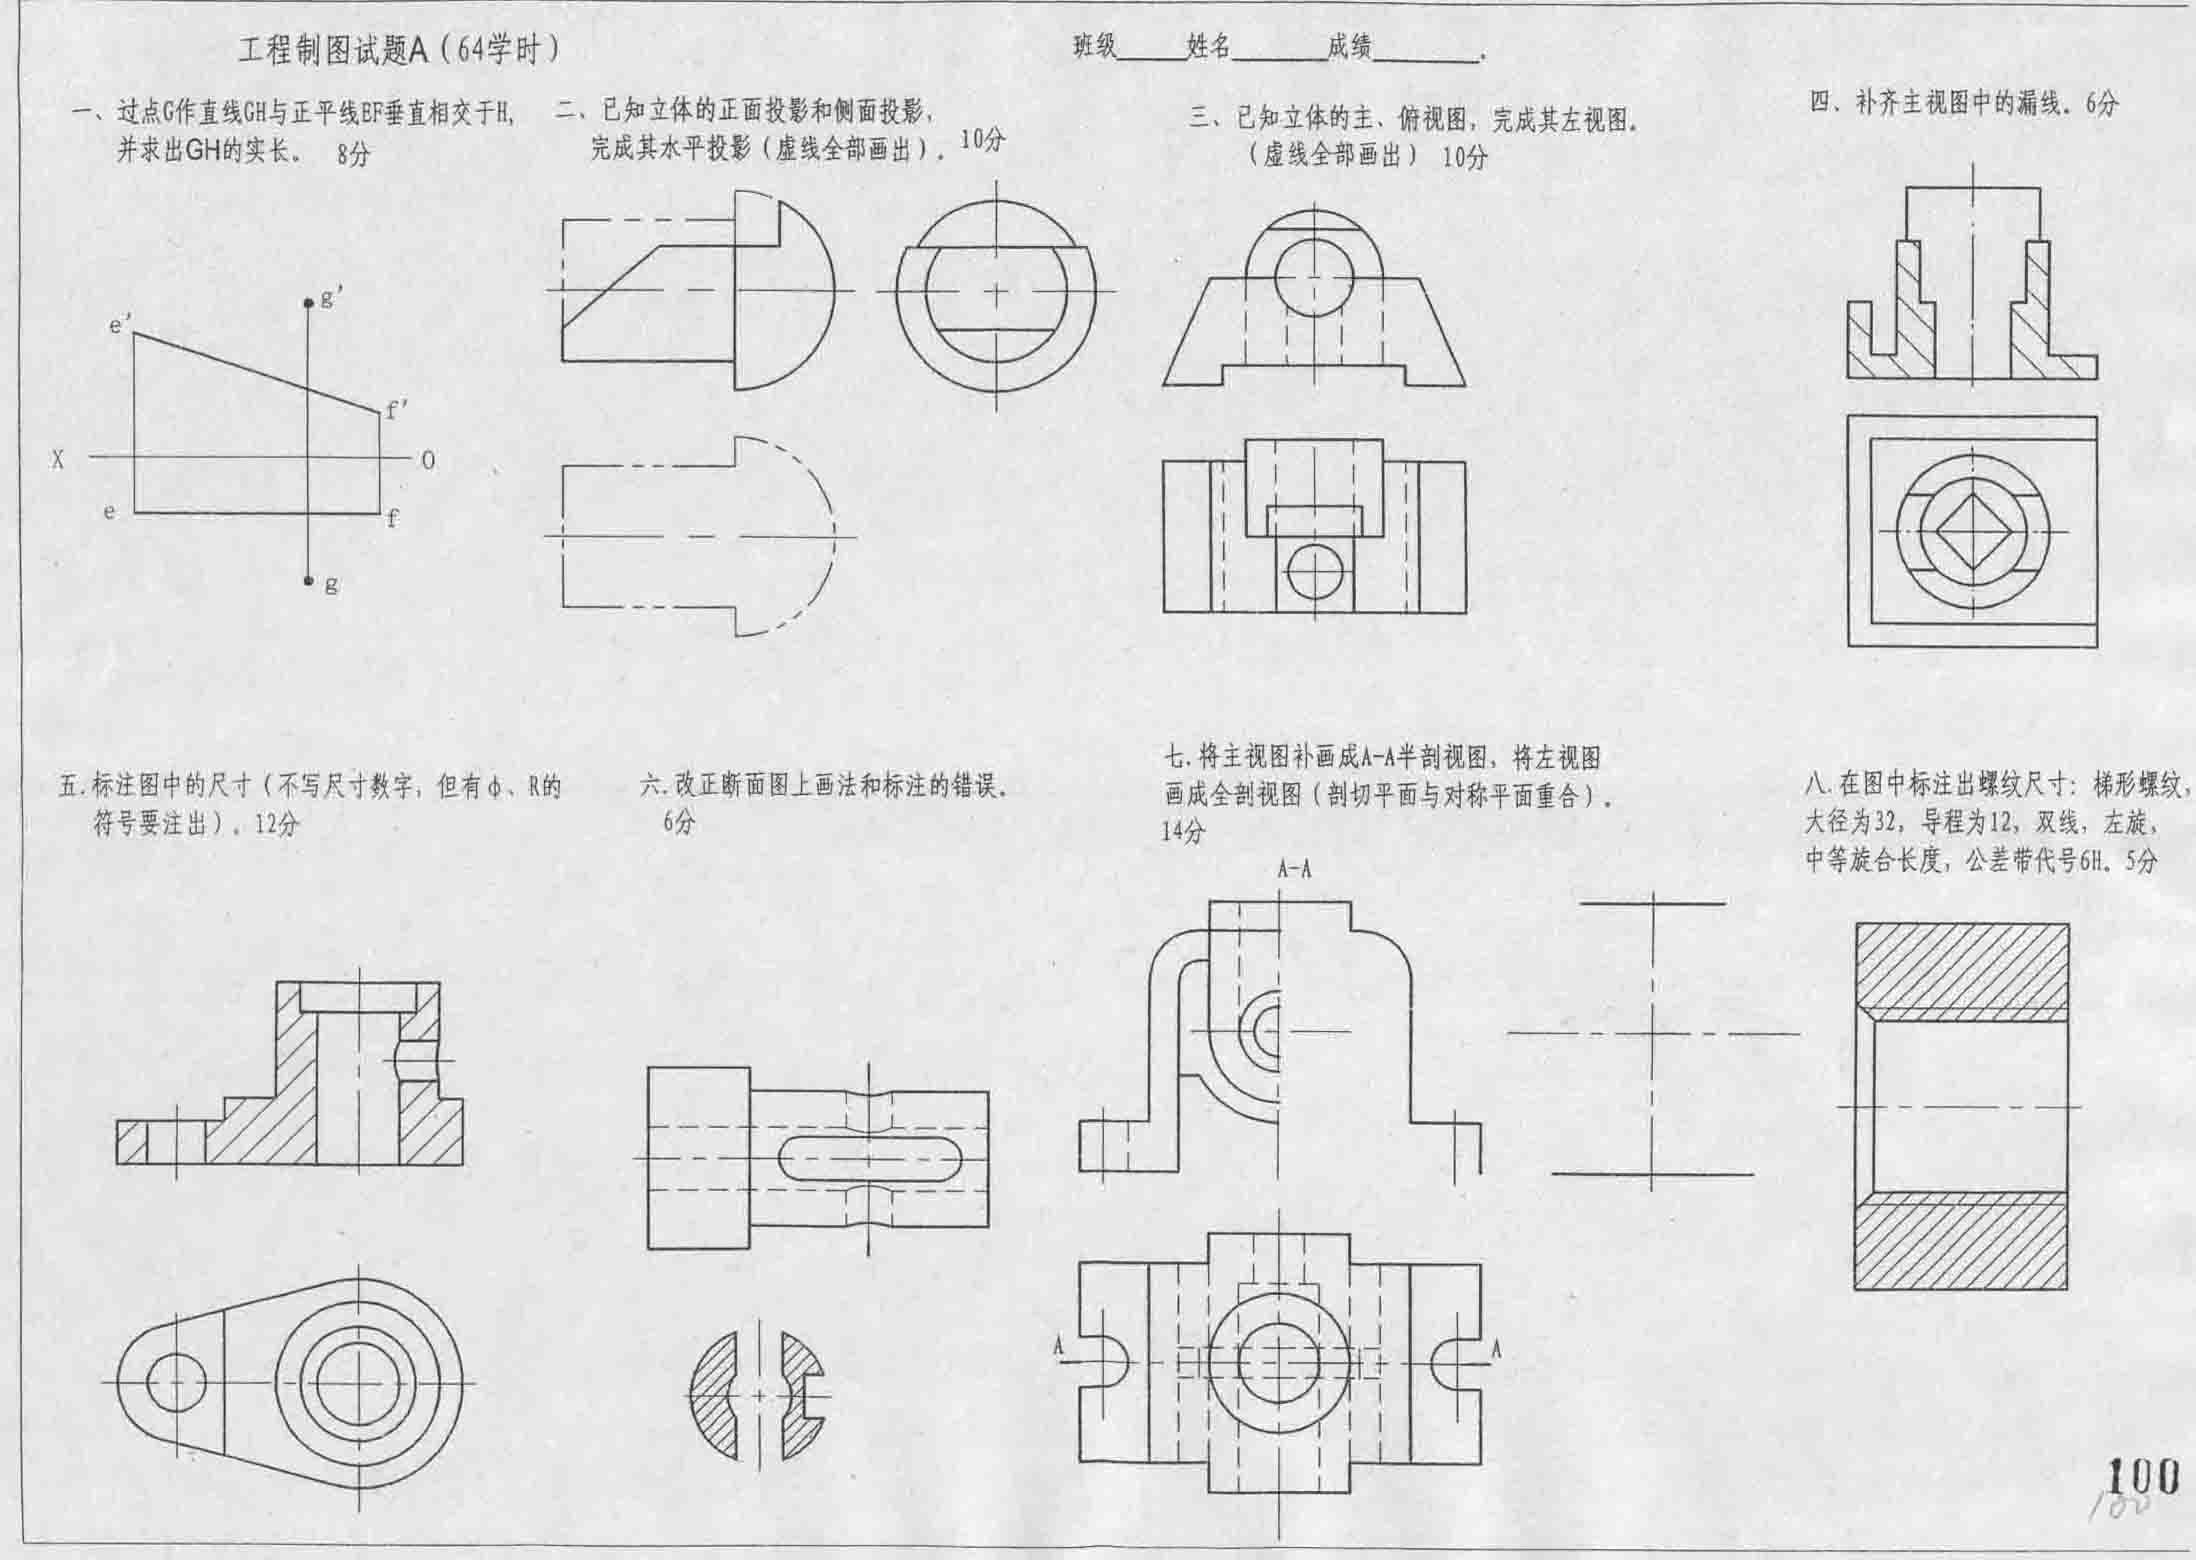 工程制图试题A(64学时)
班级______姓名________成绩_________.
一、过点G作直线GH与正平线EF垂直相交于H,
并求出GH的实长. 8分
二、已知立体的正面投影和侧面投影,
完成其水平投影(虚线全部画出). 10分
三、已知立体的主、俯视图,完成其左视图.
(虚线全部画出) 10分
四、补齐主视图中的漏线. 6分
g'
e'
f'
X
O
e
f
g
五.标注图中的尺寸(不写尺寸数字,但有φ、R的
符号要注出). 12分
六.改正断面图上画法和标注的错误.
6分
七.将主视图补画成A-A半剖视图,将左视图
画成全剖视图(剖切平面与对称平面重合).
14分
八.在图中标注出螺纹尺寸:梯形螺纹,
大径为32,导程为12,双线,左旋,
中等旋合长度,公差带代号6H. 5分
A-A
A
A
100
100